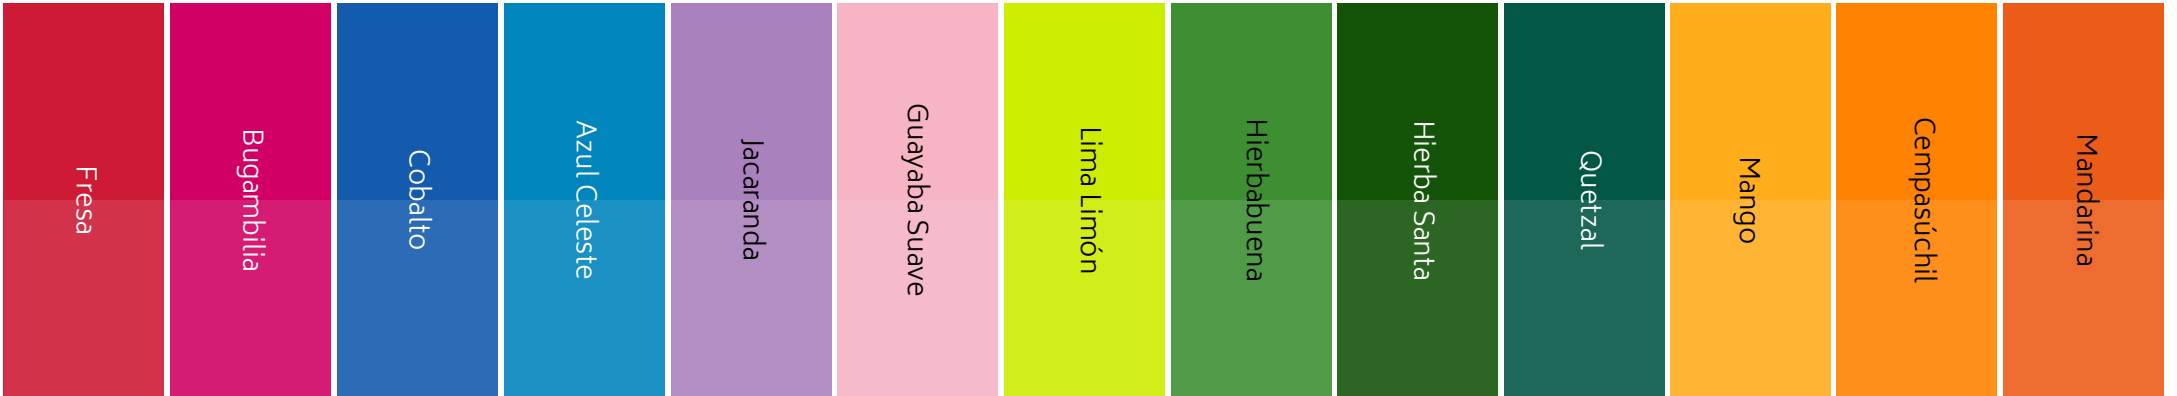 Fresa
Bugambilia
Cobalto
Azul Celeste
Jacaranda
Guayaba Suave
Lima Limón
Hierbabuena
Hierba Santa
Quetzal
Mango
Cempasúchil
Mandarina